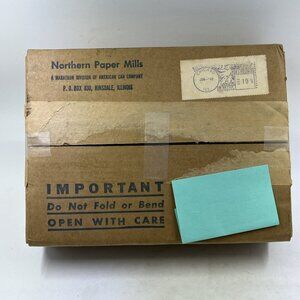 Northern Paper Mills
A MARATHON DIVISION OF AMERICAN CAN COMPANY
P. O. BOX 830, HINSDALE, ILLINOIS
IMPORTANT
Do Not Fold or Bend
OPEN WITH CARE